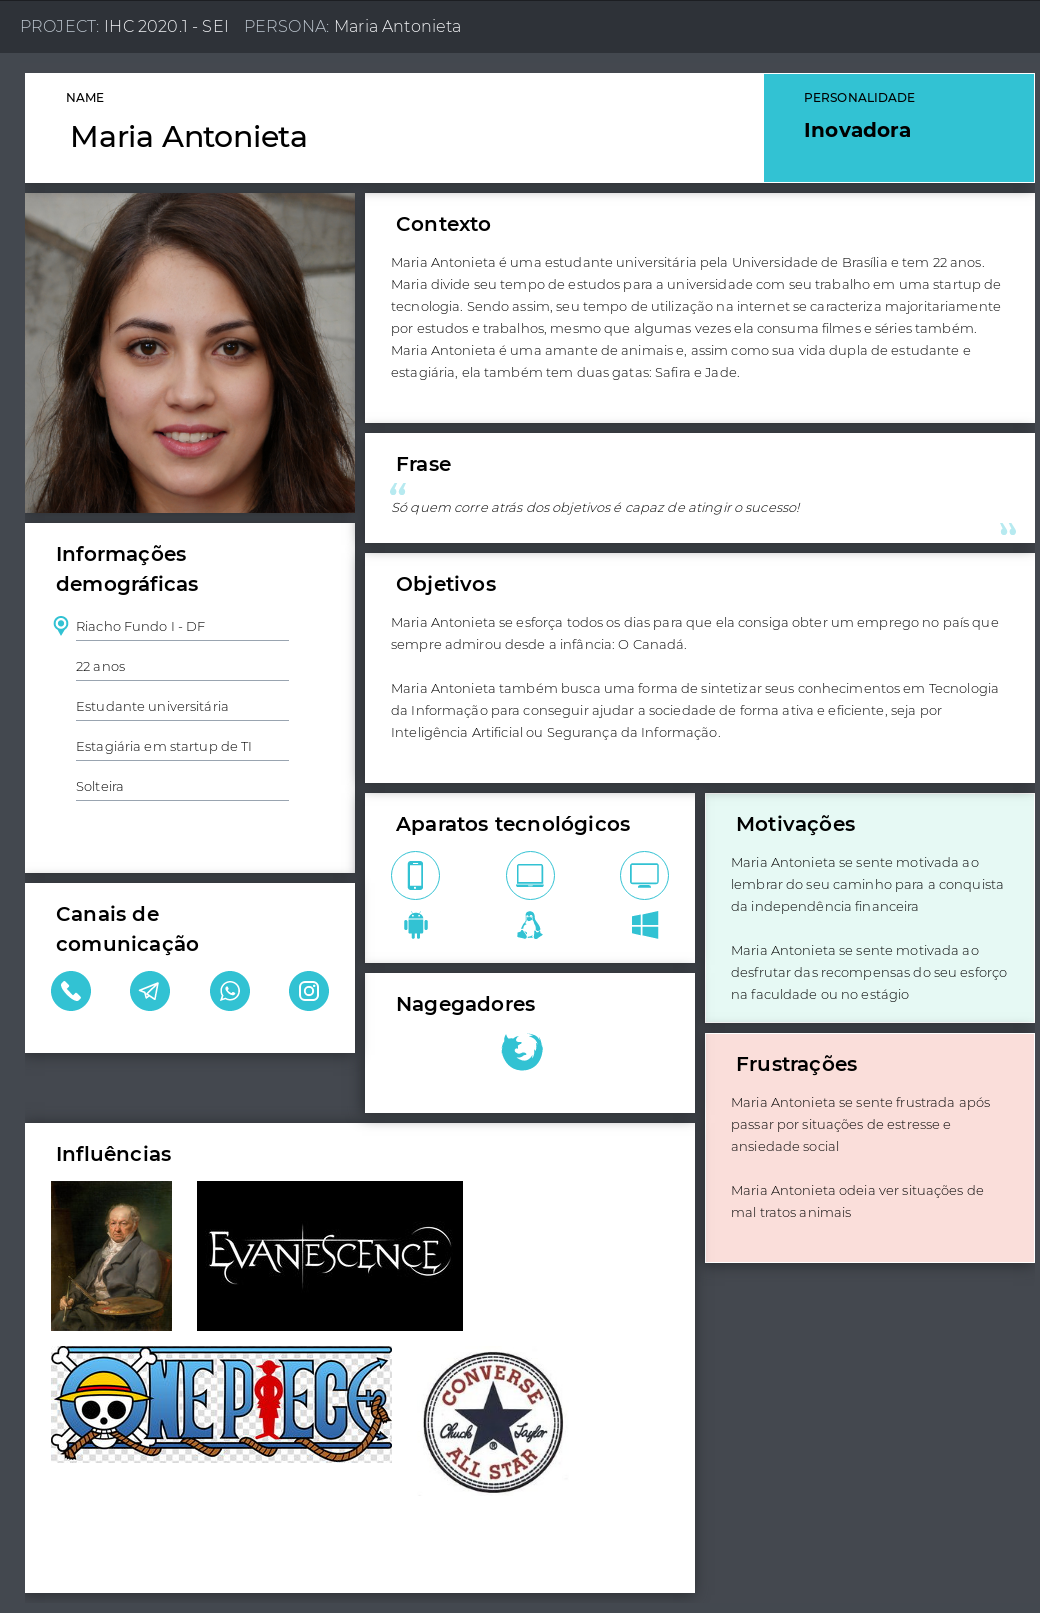 PROJECT: IHC 2020.1 - SEI PERSONA: Maria Antonieta
NAME
Maria Antonieta
PERSONALIDADE
Inovadora
Contexto
Maria Antonieta é uma estudante universitária pela Universidade de Brasília e tem 22 anos.
Maria divide seu tempo de estudos para a universidade com seu trabalho em uma startup de
tecnologia. Sendo assim, seu tempo de utilização na internet se caracteriza majoritariamente
por estudos e trabalhos, mesmo que algumas vezes ela consuma filmes e séries também.
Maria Antonieta é uma amante de animais e, assim como sua vida dupla de estudante e
estagiária, ela também tem duas gatas: Safira e Jade.
Frase
“
Só quem corre atrás dos objetivos é capaz de atingir o sucesso!
”
Informações
demográficas
Riacho Fundo I - DF
22 anos
Estudante universitária
Estagiária em startup de TI
Solteira
Objetivos
Maria Antonieta se esforça todos os dias para que ela consiga obter um emprego no país que
sempre admirou desde a infância: O Canadá.
Maria Antonieta também busca uma forma de sintetizar seus conhecimentos em Tecnologia
da Informação para conseguir ajudar a sociedade de forma ativa e eficiente, seja por
Inteligência Artificial ou Segurança da Informação.
Canais de
comunicação
Aparatos tecnológicos
Nagegadores
Motivações
Maria Antonieta se sente motivada ao
lembrar do seu caminho para a conquista
da independência financeira
Maria Antonieta se sente motivada ao
desfrutar das recompensas do seu esforço
na faculdade ou no estágio
Frustrações
Maria Antonieta se sente frustrada após
passar por situações de estresse e
ansiedade social
Maria Antonieta odeia ver situações de
mal tratos animais
Influências
EVANESCENCE
ONE PIECE
CONVERSE
Chuck Taylor
®
ALL STAR